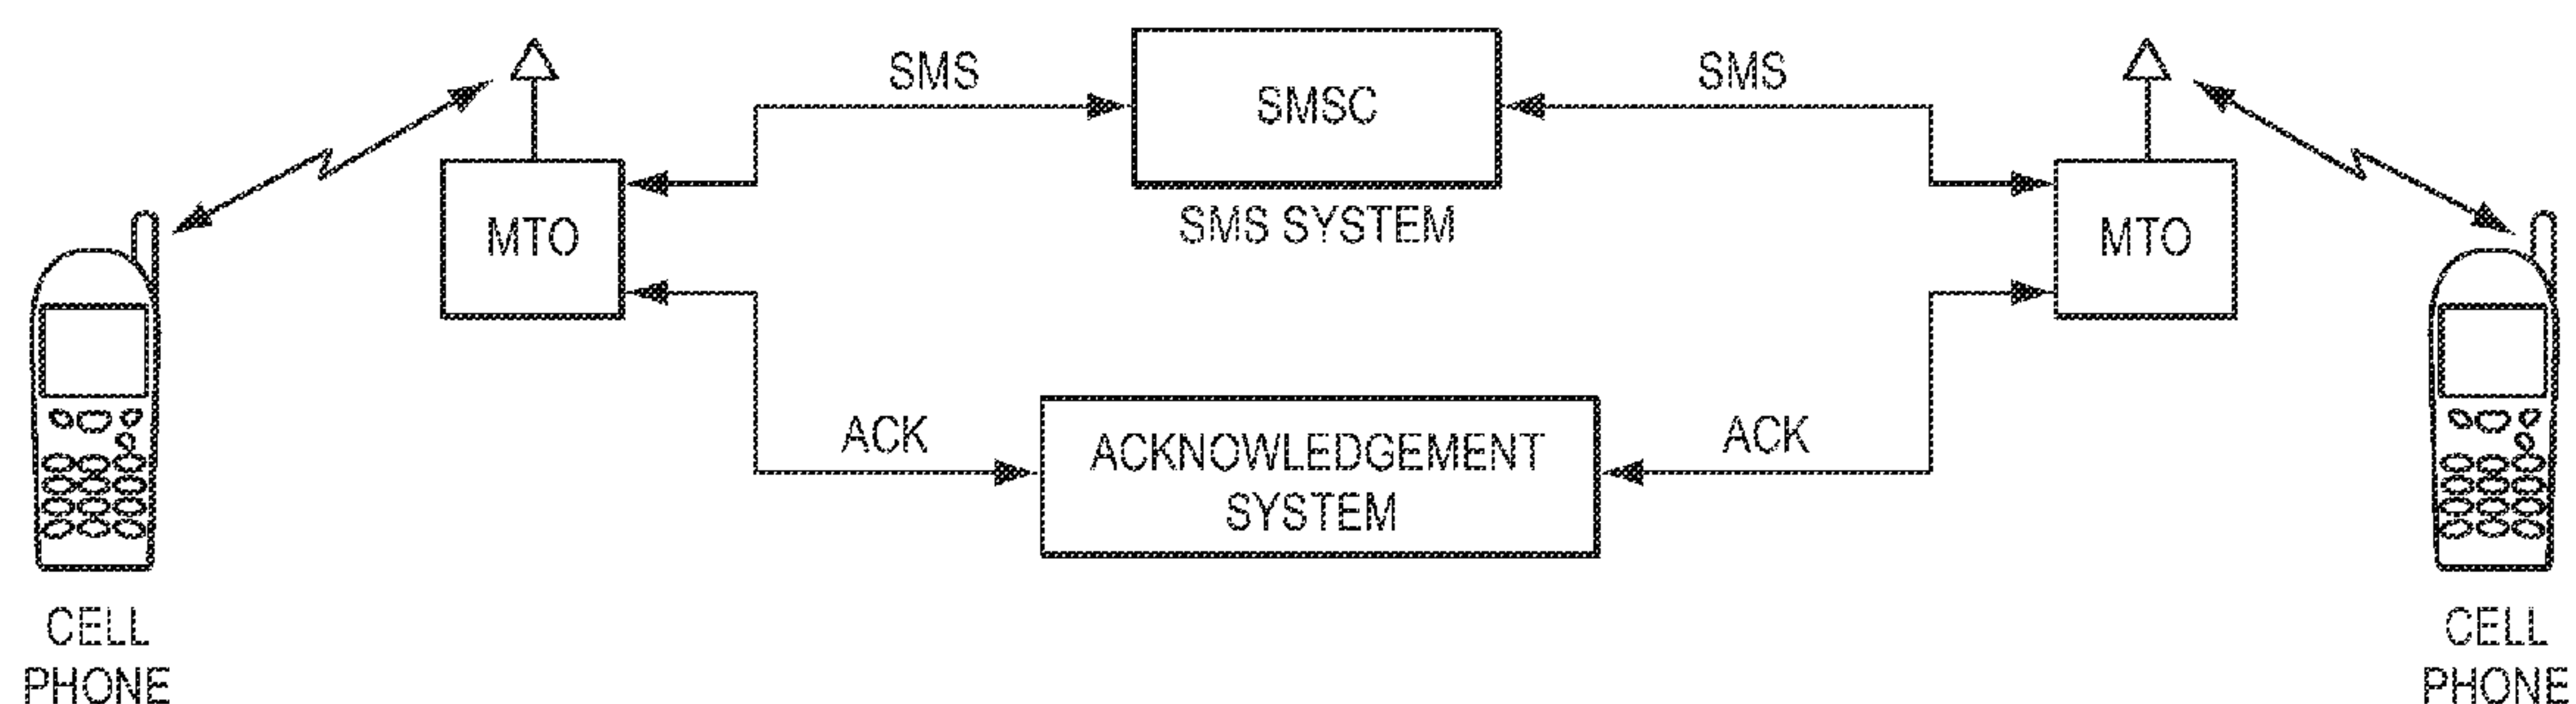 SMS
SMSC
SMS
SMS SYSTEM
MTO
MTO
ACK
ACKNOWLEDGEMENT
SYSTEM
ACK
CELL
PHONE
CELL
PHONE